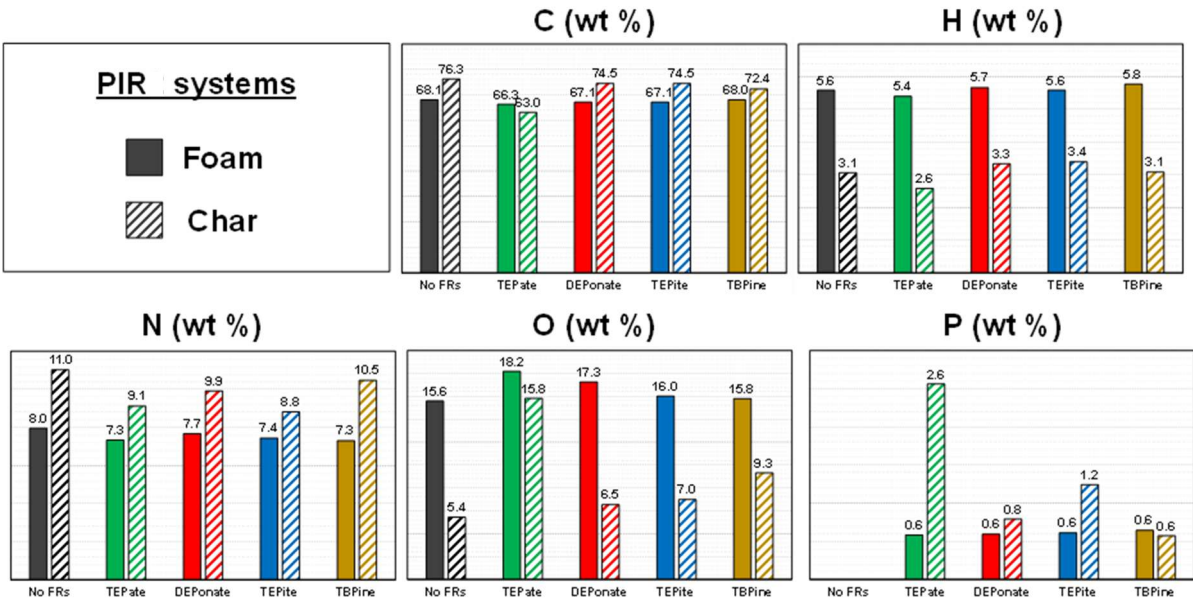 PIR systems
Foam
Char
C (wt %)
68.1 76.3 66.3 63.0 67.1 74.5 67.1 74.5 68.0 72.4
No FRs TEPate DEPonate TEPite TBPine
H (wt %)
5.6 3.1 5.4 2.6 5.7 3.3 5.6 3.4 5.8 3.1
No FRs TEPate DEPonate TEPite TBPine
N (wt %)
8.0 11.0 7.3 9.1 7.7 9.9 7.4 8.8 7.3 10.5
No FRs TEPate DEPonate TEPite TBPine
O (wt %)
15.6 5.4 18.2 15.8 17.3 6.5 16.0 7.0 15.8 9.3
No FRs TEPate DEPonate TEPite TBPine
P (wt %)
0.6 2.6 0.6 0.8 0.6 1.2 0.6 0.6
No FRs TEPate DEPonate TEPite TBPine